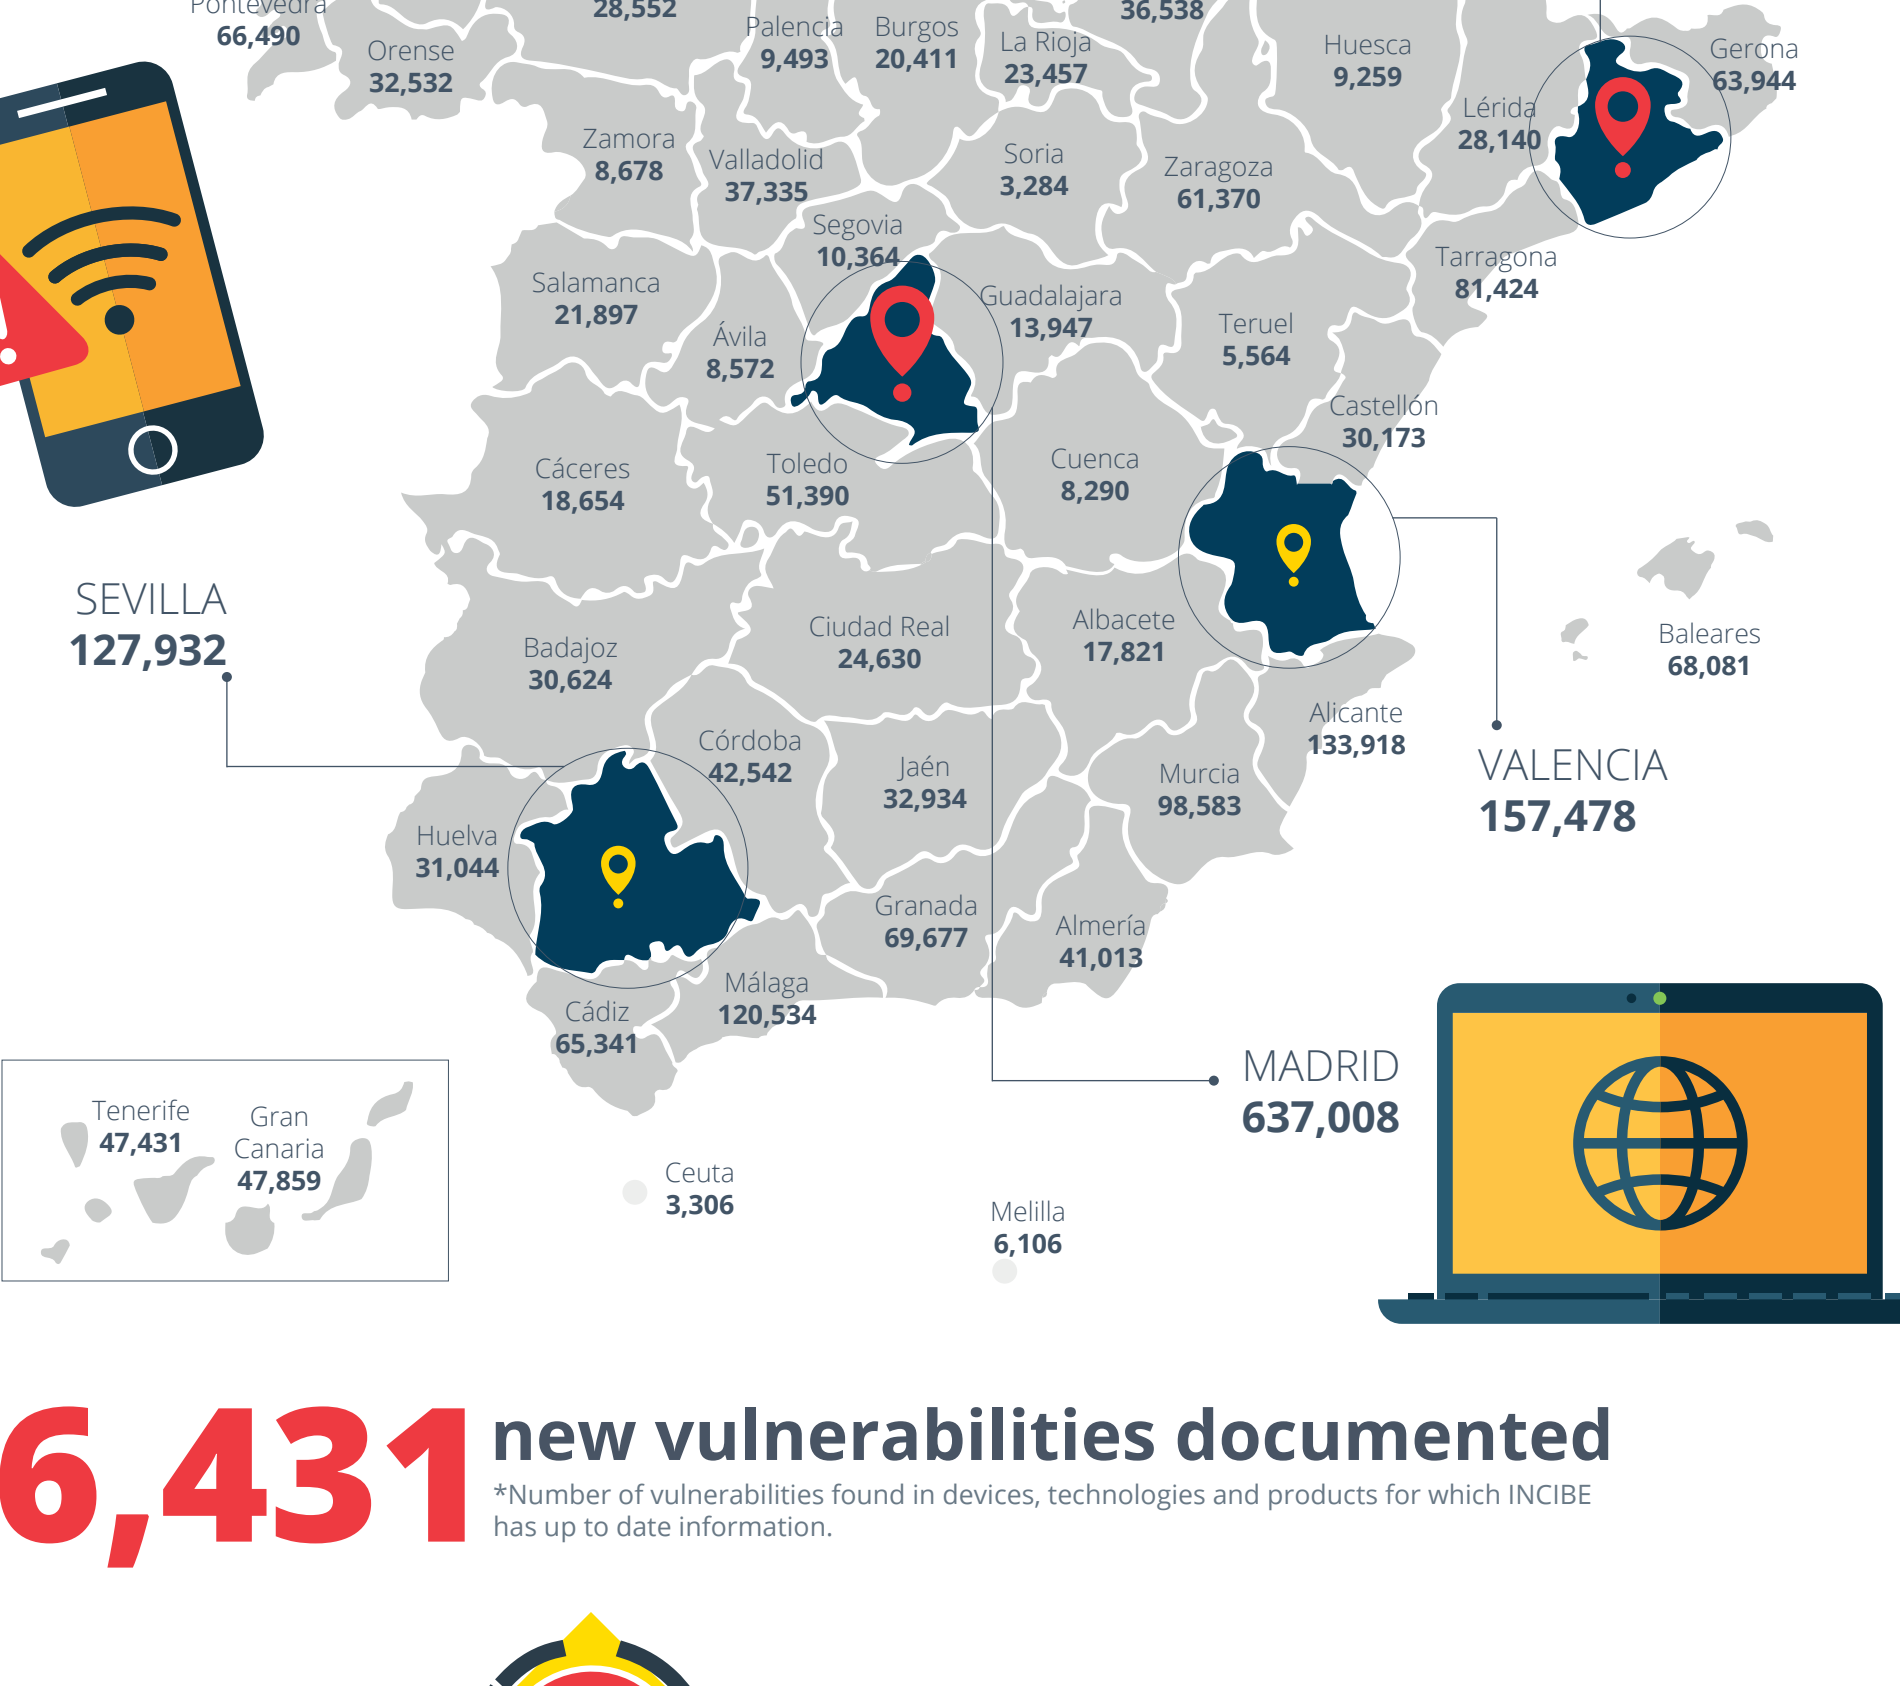 Pontevedra
66,490
28,552
36,538
Orense
32,532
Palencia
9,493
Burgos
20,411
La Rioja
23,457
Huesca
9,259
Gerona
63,944
Lérida
28,140
Zamora
8,678
Valladolid
37,335
Soria
3,284
Zaragoza
61,370
Segovia
10,364
Tarragona
81,424
Salamanca
21,897
Guadalajara
13,947
Ávila
8,572
Teruel
5,564
Castellón
30,173
Cáceres
18,654
Toledo
51,390
Cuenca
8,290
SEVILLA
127,932
Badajoz
30,624
Ciudad Real
24,630
Albacete
17,821
Baleares
68,081
Alicante
133,918
Córdoba
42,542
Jaén
32,934
Murcia
98,583
VALENCIA
157,478
Huelva
31,044
Granada
69,677
Almería
41,013
Málaga
120,534
Cádiz
65,341
MADRID
637,008
Tenerife
47,431
Gran
Canaria
47,859
Ceuta
3,306
Melilla
6,106
6,431 new vulnerabilities documented
*Number of vulnerabilities found in devices, technologies and products for which INCIBE
has up to date information.